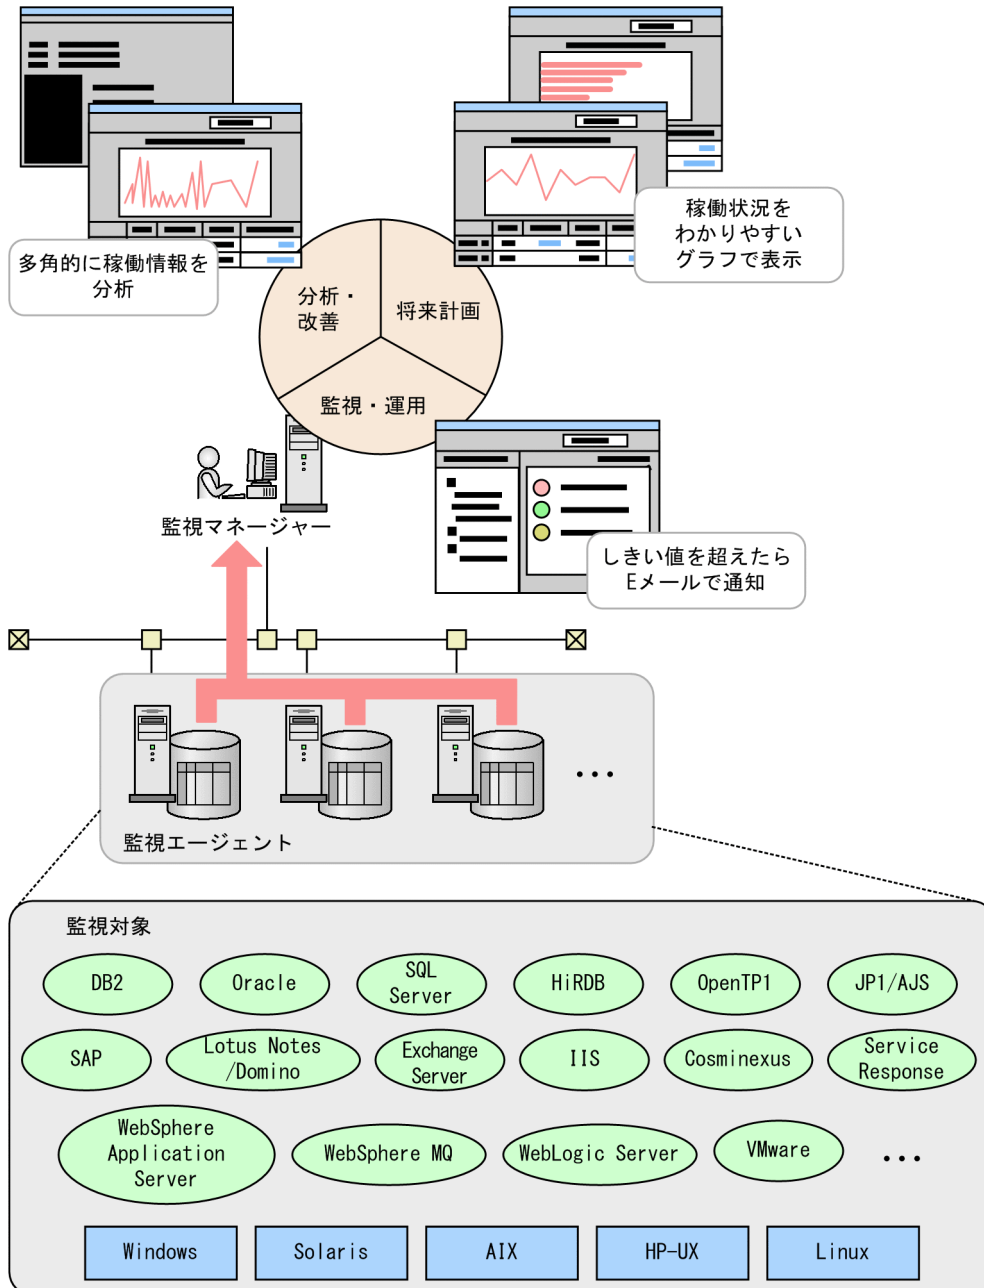 多角的に稼働情報を
分析
稼働状況を
わかりやすい
グラフで表示
分析・
改善
将来計画
監視・運用
監視マネージャー
しきい値を超えたら
Eメールで通知
監視エージェント
...
監視対象
DB2
Oracle
SQL
Server
HiRDB
OpenTP1
JP1/AJS
SAP
Lotus Notes
/Domino
Exchange
Server
IIS
Cosminexus
Service
Response
WebSphere
Application
Server
WebSphere MQ
WebLogic Server
VMware
...
Windows
Solaris
AIX
HP-UX
Linux